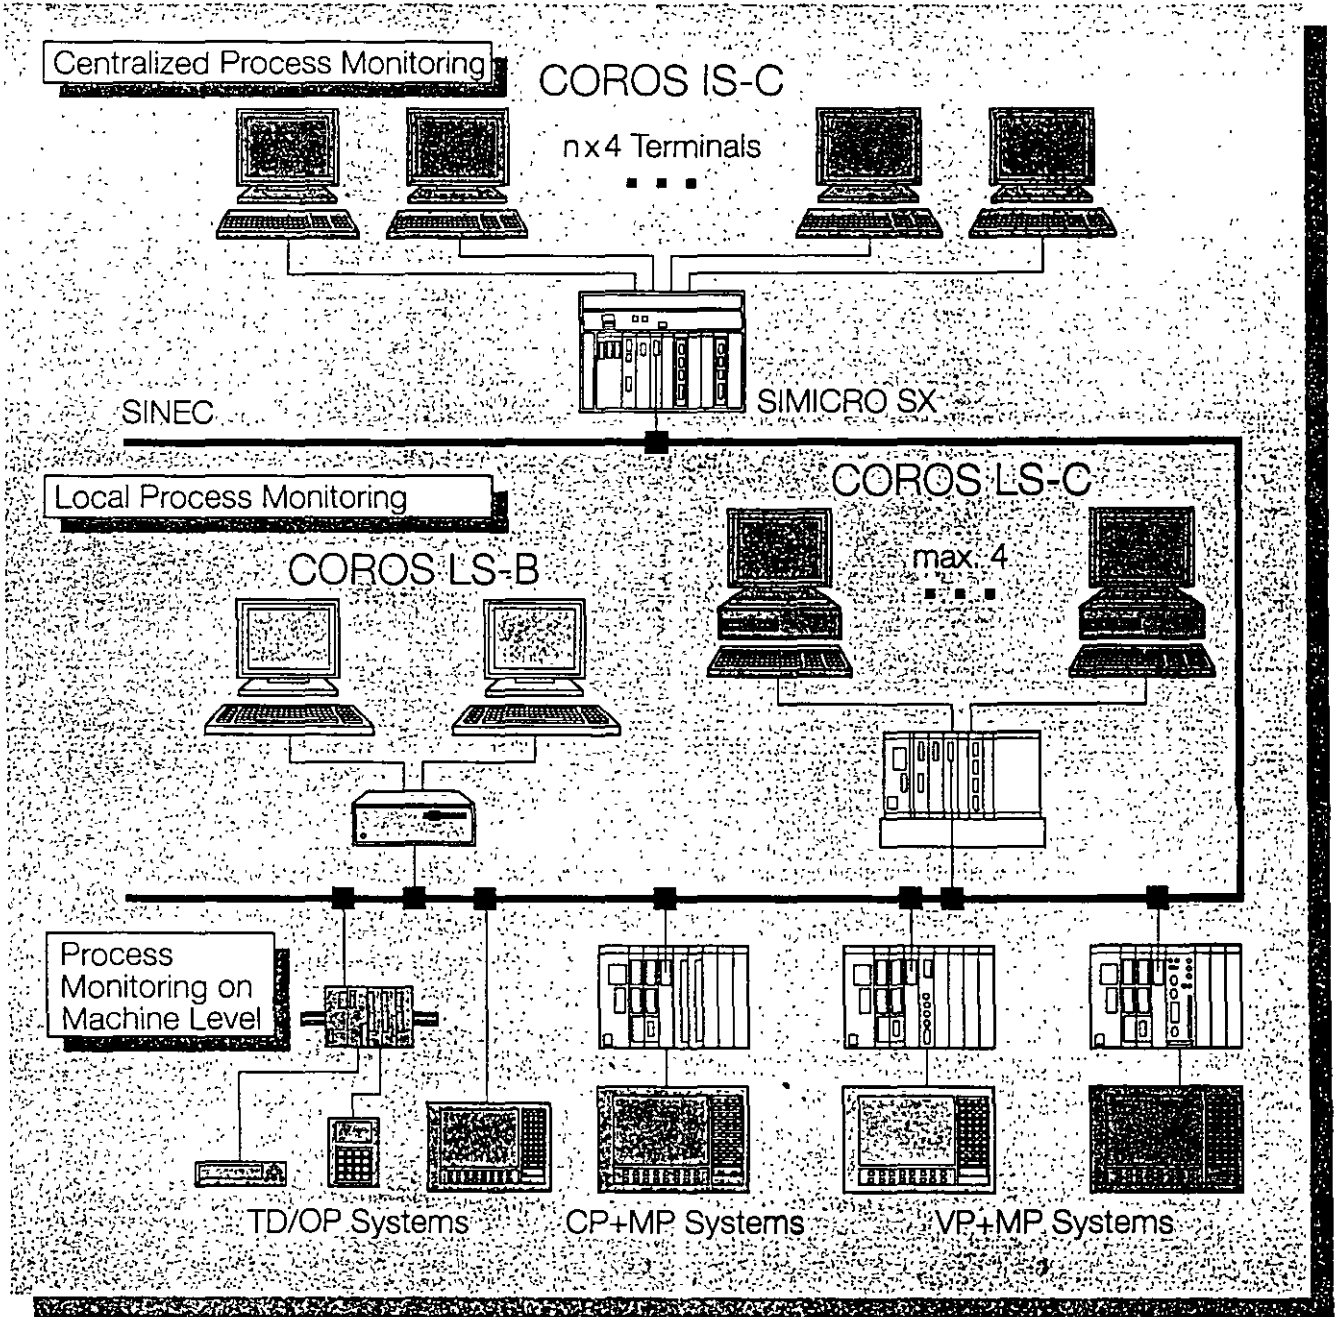 Centralized Process Monitoring
COROS IS-C
n x 4 Terminals
SIMICRO SX
SINEC
Local Process Monitoring
COROS LS-C
max. 4
COROS LS-B
Process
Monitoring on
Machine Level
TD/OP Systems
CP+MP Systems
VP+MP Systems